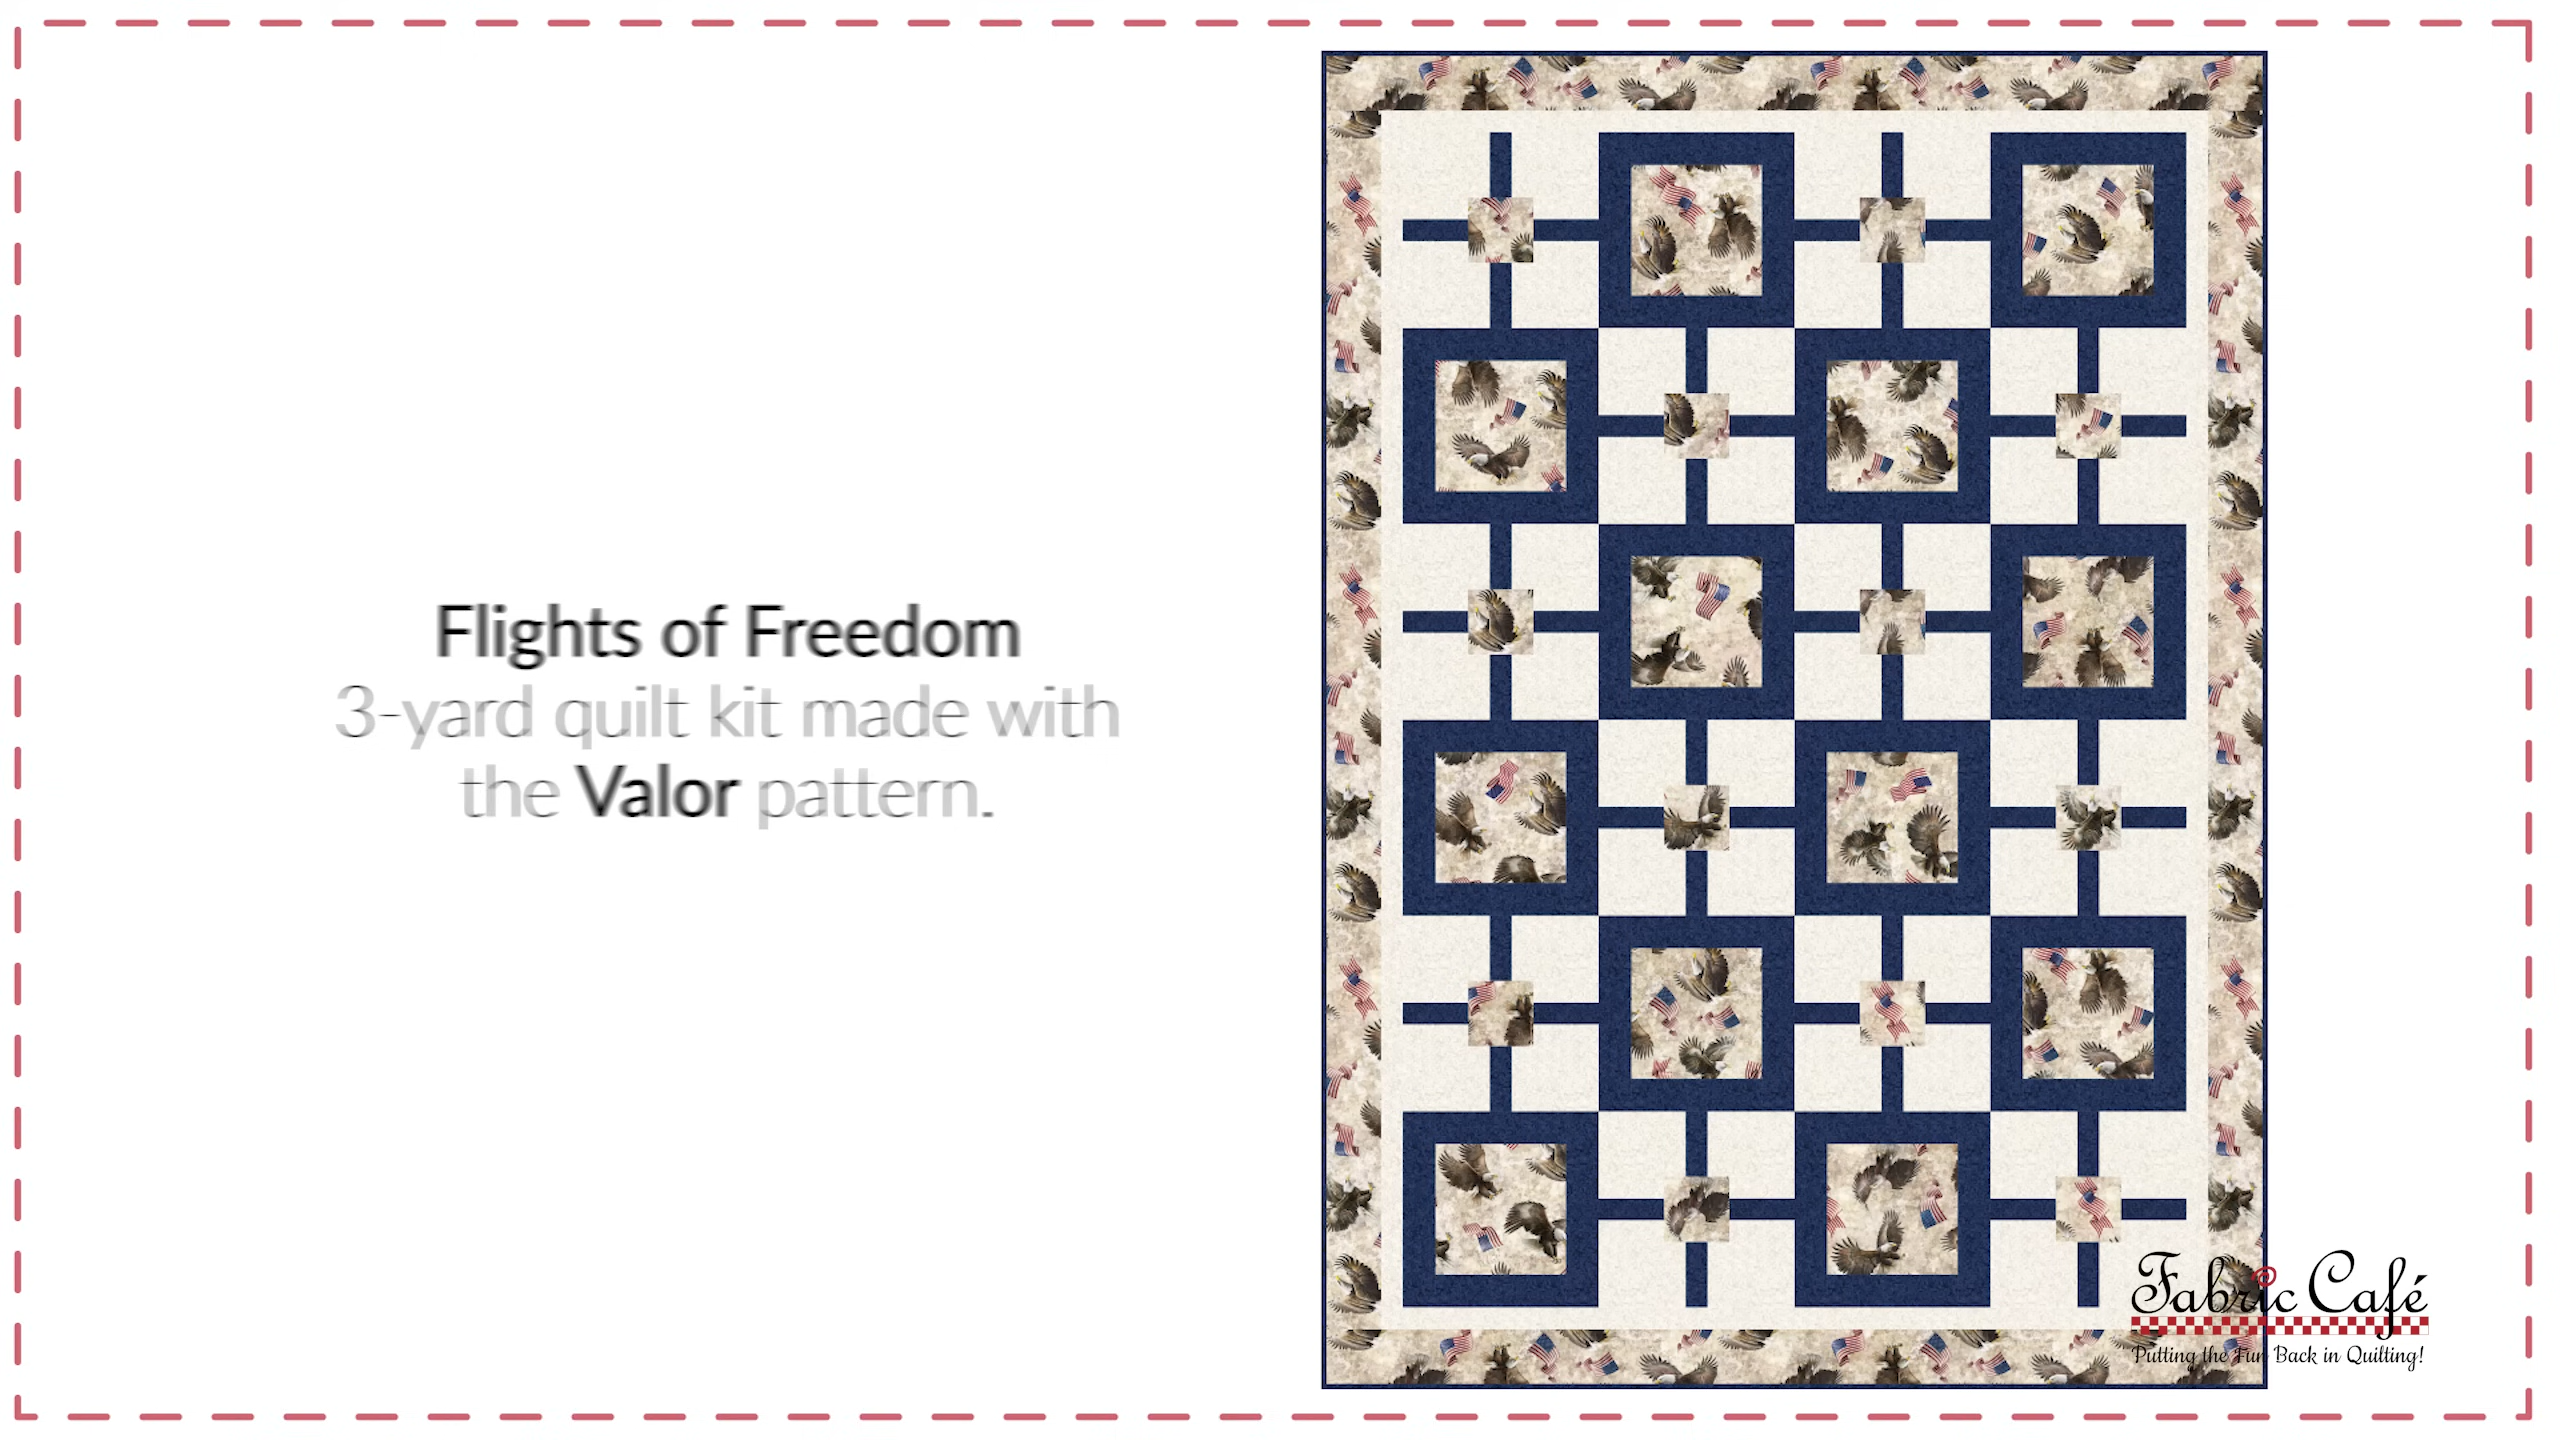 Flights of Freedom
3-yard quilt kit made with
the Valor pattern.
Fabric Café
Putting the Fun Back in Quilting!